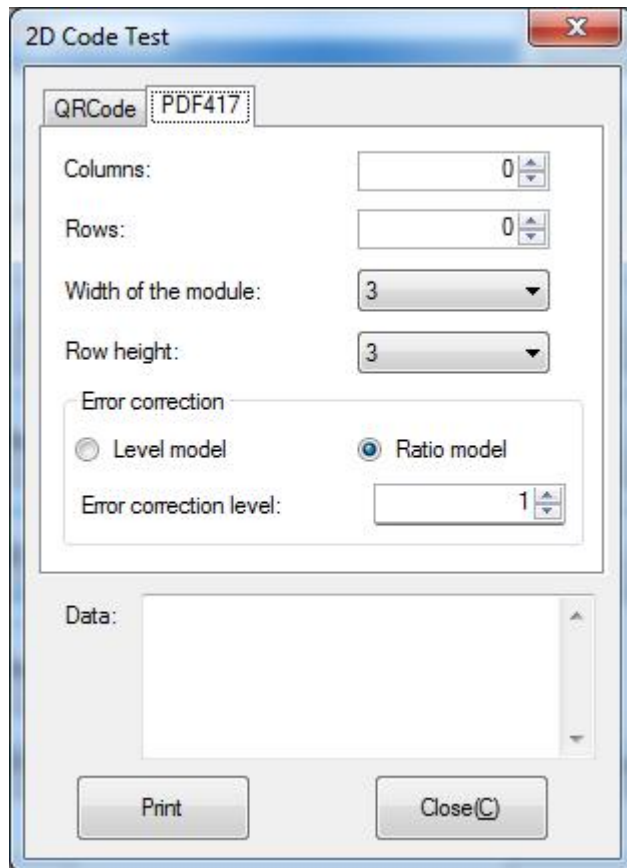 2D Code Test
QRCode PDF417
Columns: 0
Rows: 0
Width of the module: 3
Row height: 3
Error correction
Level model Ratio model
Error correction level: 1
Data:
Print Close(C)